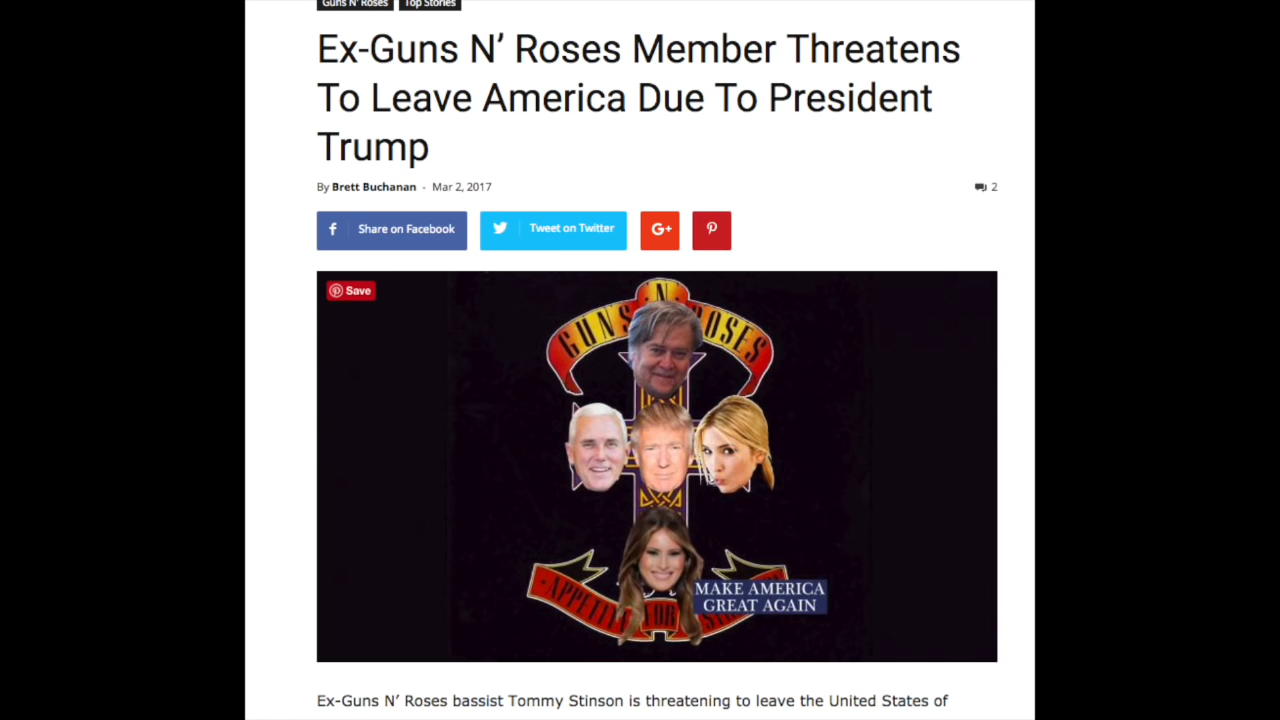 Guns N' Roses Top Stories
Ex-Guns N’ Roses Member Threatens
To Leave America Due To President
Trump
By Brett Buchanan - Mar 2, 2017 2
f Share on Facebook Tweet on Twitter G+
Save
GUNS N' ROSES
APPETITE FOR
MAKE AMERICA
GREAT AGAIN
Ex-Guns N’ Roses bassist Tommy Stinson is threatening to leave the United States of